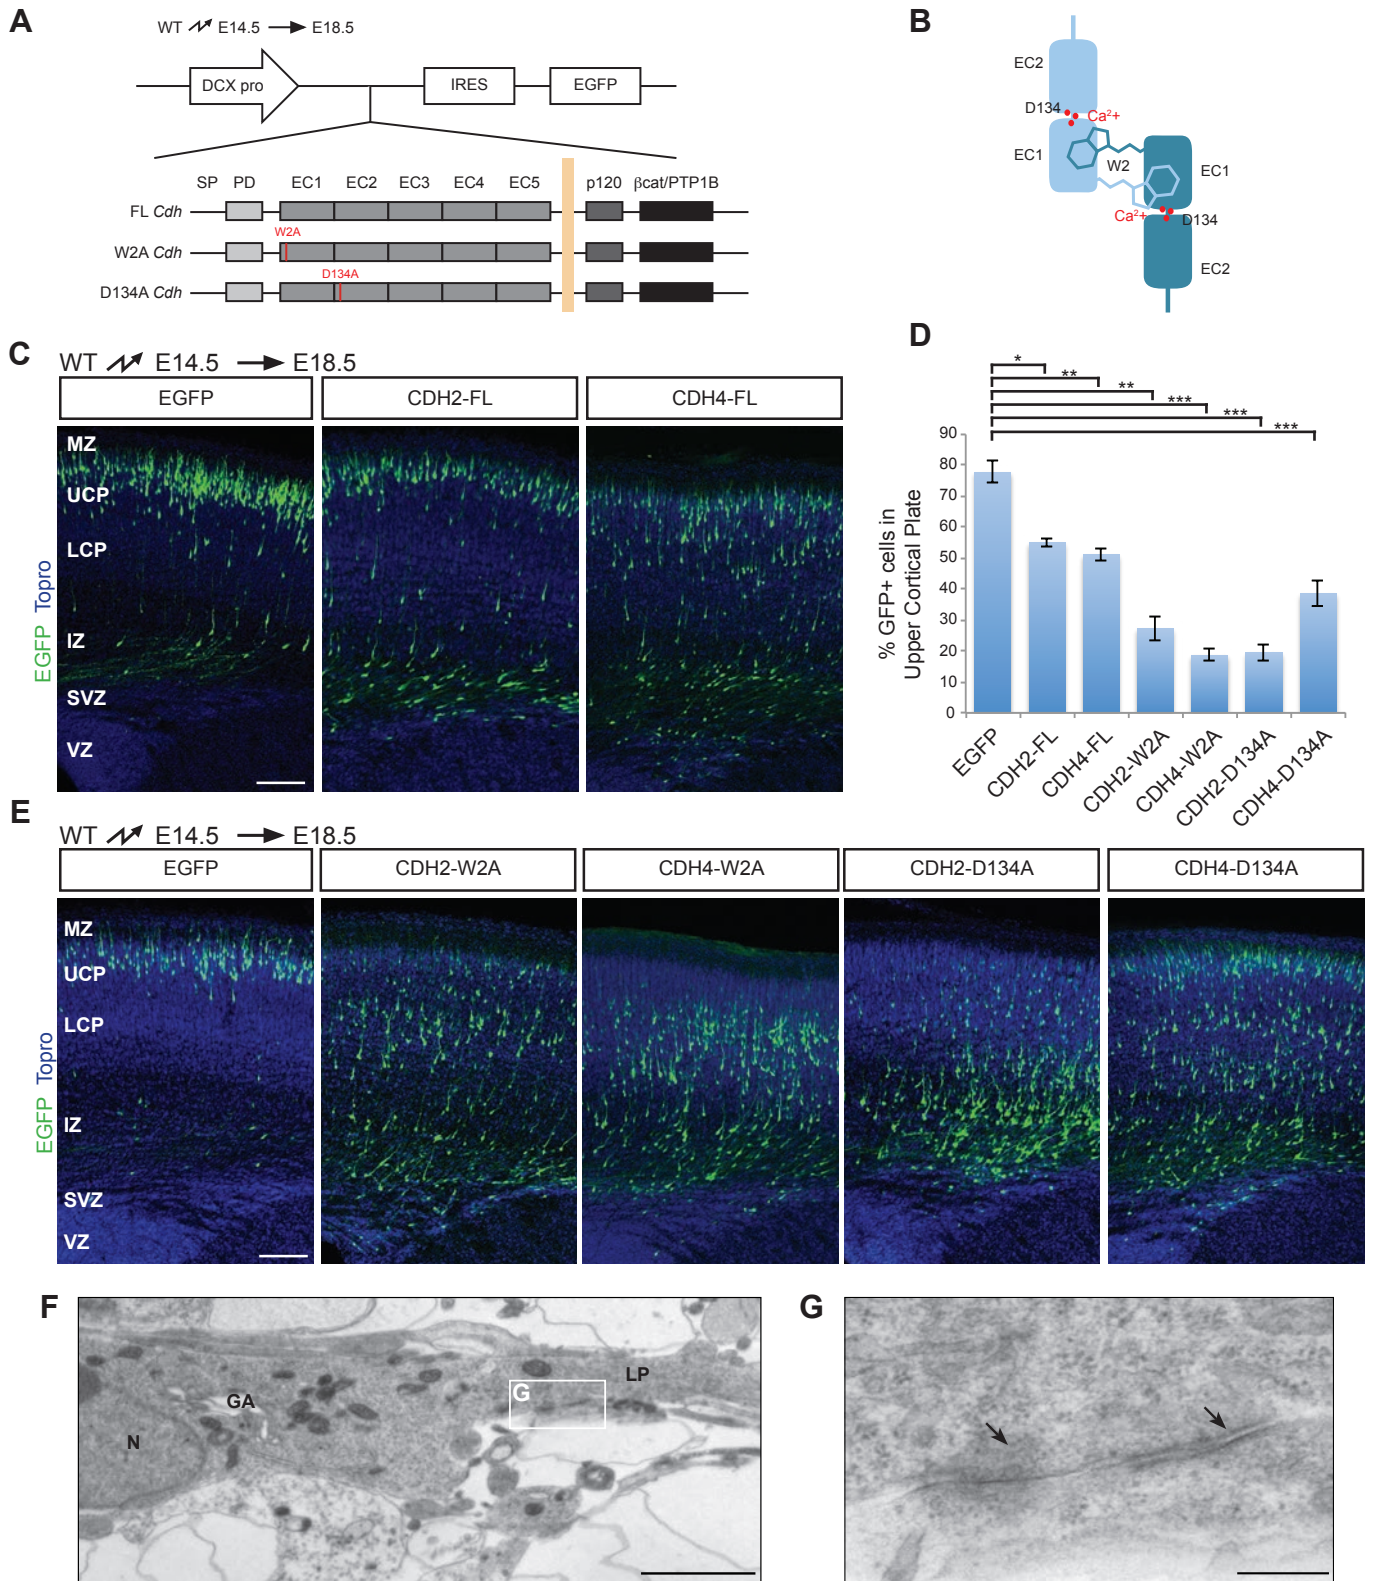 A
WT E14.5 E18.5
DCX pro IRES EGFP
SP PD EC1 EC2 EC3 EC4 EC5 p120 βcat/PTP1B
FL Cdh
W2A
W2A Cdh
D134A
D134A Cdh
B
EC2
D134 Ca²+
EC1 W2
EC1
Ca²+ D134
EC2
C
WT E14.5 E18.5
EGFP CDH2-FL CDH4-FL
MZ
UCP
LCP
IZ
SVZ
VZ
EGFP Topro
D
*
**
**
***
***
***
% GFP+ cells in
Upper Cortical Plate
90
80
70
60
50
40
30
20
10
0
EGFP
CDH2-FL
CDH4-FL
CDH2-W2A
CDH4-W2A
CDH2-D134A
CDH4-D134A
E
WT E14.5 E18.5
EGFP CDH2-W2A CDH4-W2A CDH2-D134A CDH4-D134A
MZ
UCP
LCP
IZ
SVZ
VZ
EGFP Topro
F
N
GA
G
LP
G